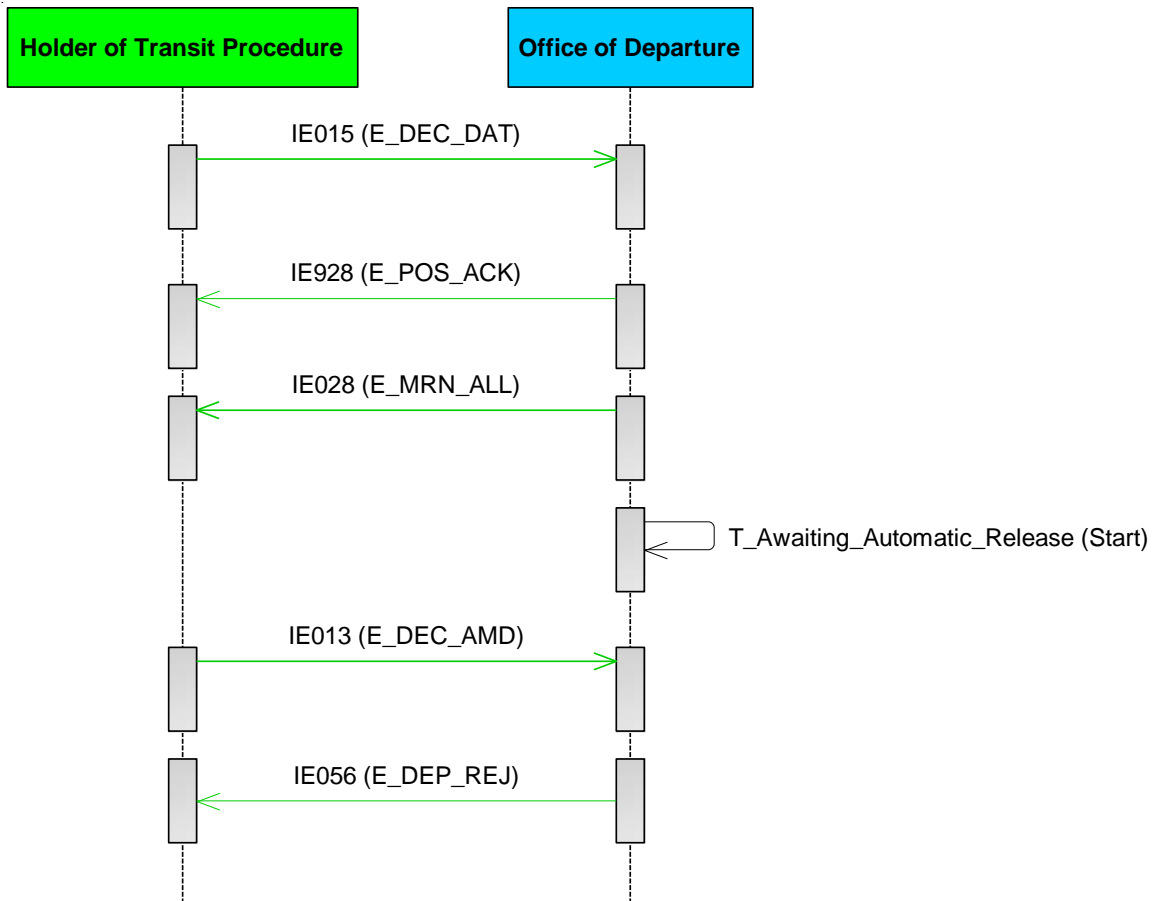 Holder of Transit Procedure
Office of Departure
IE015 (E_DEC_DAT)
IE928 (E_POS_ACK)
IE028 (E_MRN_ALL)
T_Awaiting_Automatic_Release (Start)
IE013 (E_DEC_AMD)
IE056 (E_DEP_REJ)